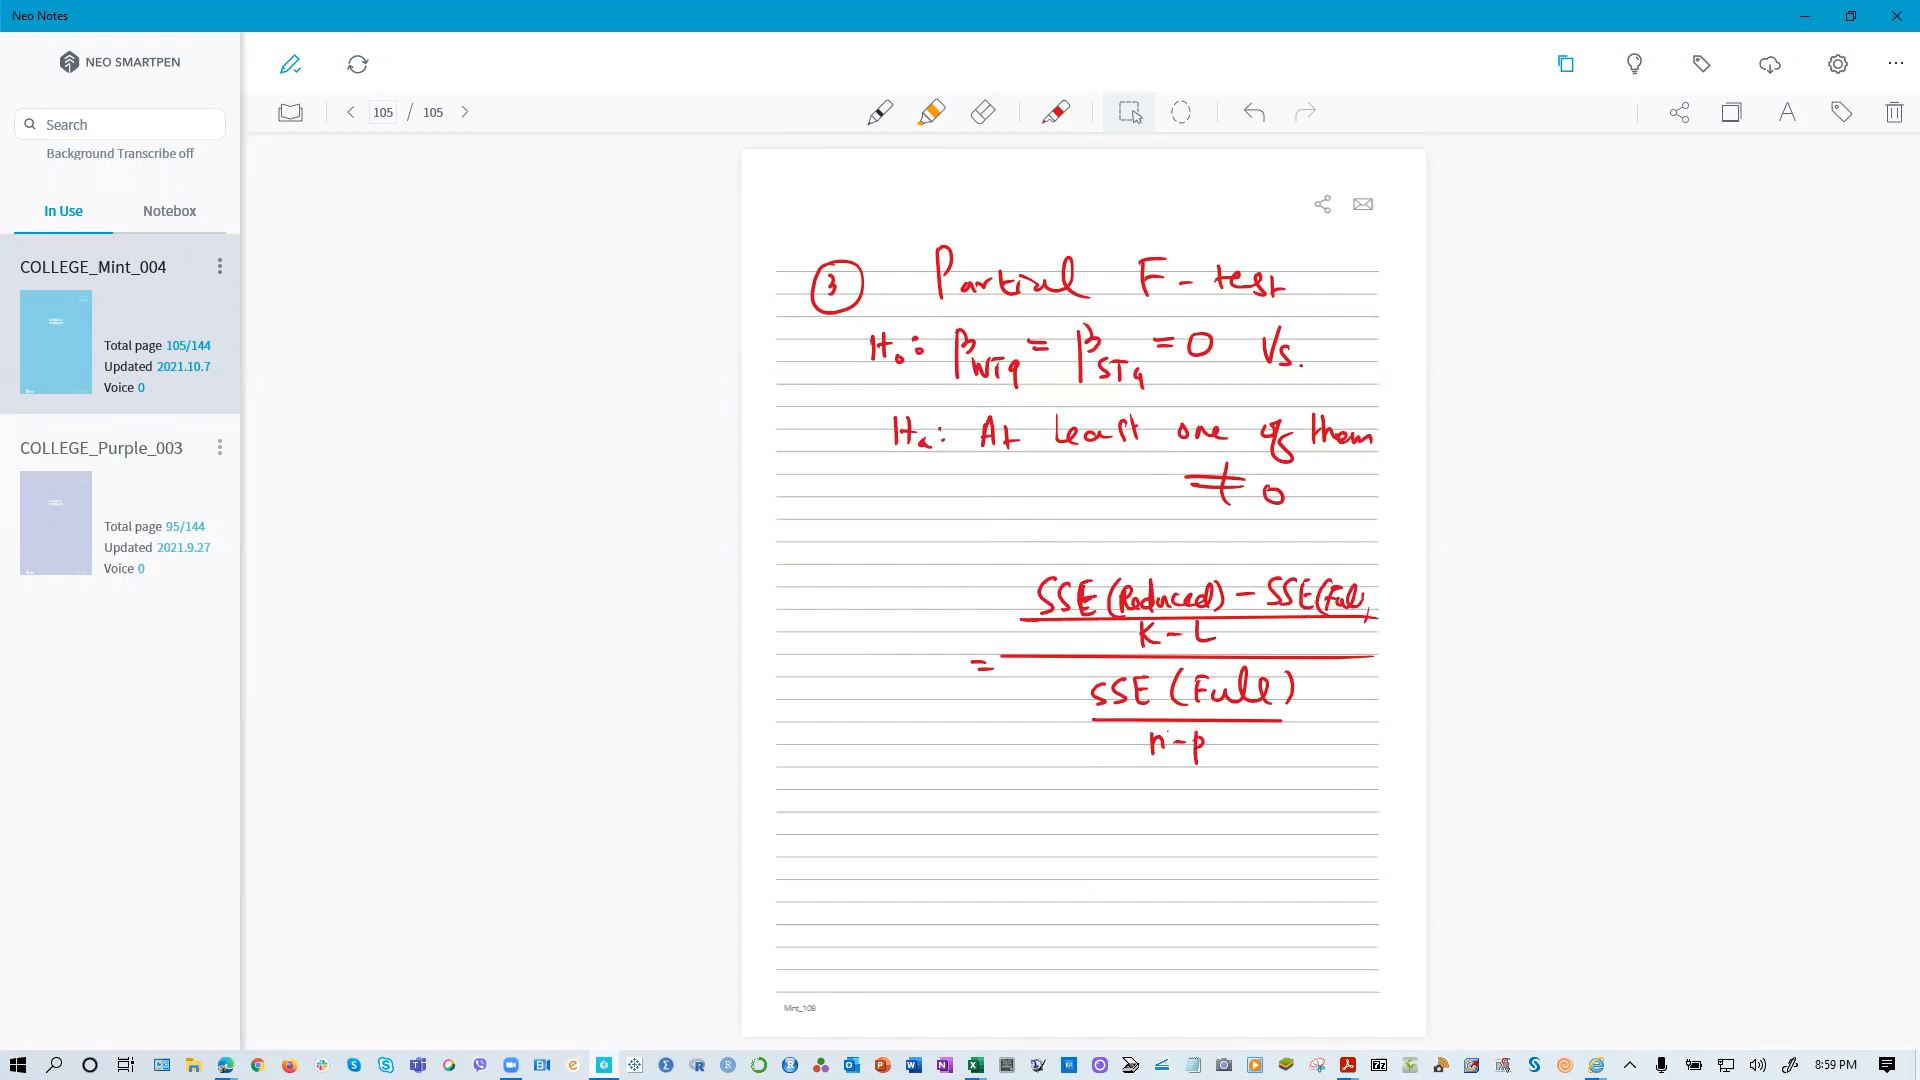 Neo Notes
NEO SMARTPEN
Search
Background Transcribe off
In Use Notebox
COLLEGE_Mint_004
Total page 105/144
Updated 2021.10.7
Voice 0
COLLEGE_Purple_003
Total page 95/144
Updated 2021.9.27
Voice 0
105 / 105
③ Partial F-test
H₀: β_WT9 = β_ST9 = 0 Vs.
Hₐ: At least one of them
≠ 0
SSE(Reduced) - SSE(Full
K - L
=
SSE (Full)
n-p
Mint_108
8:59 PM